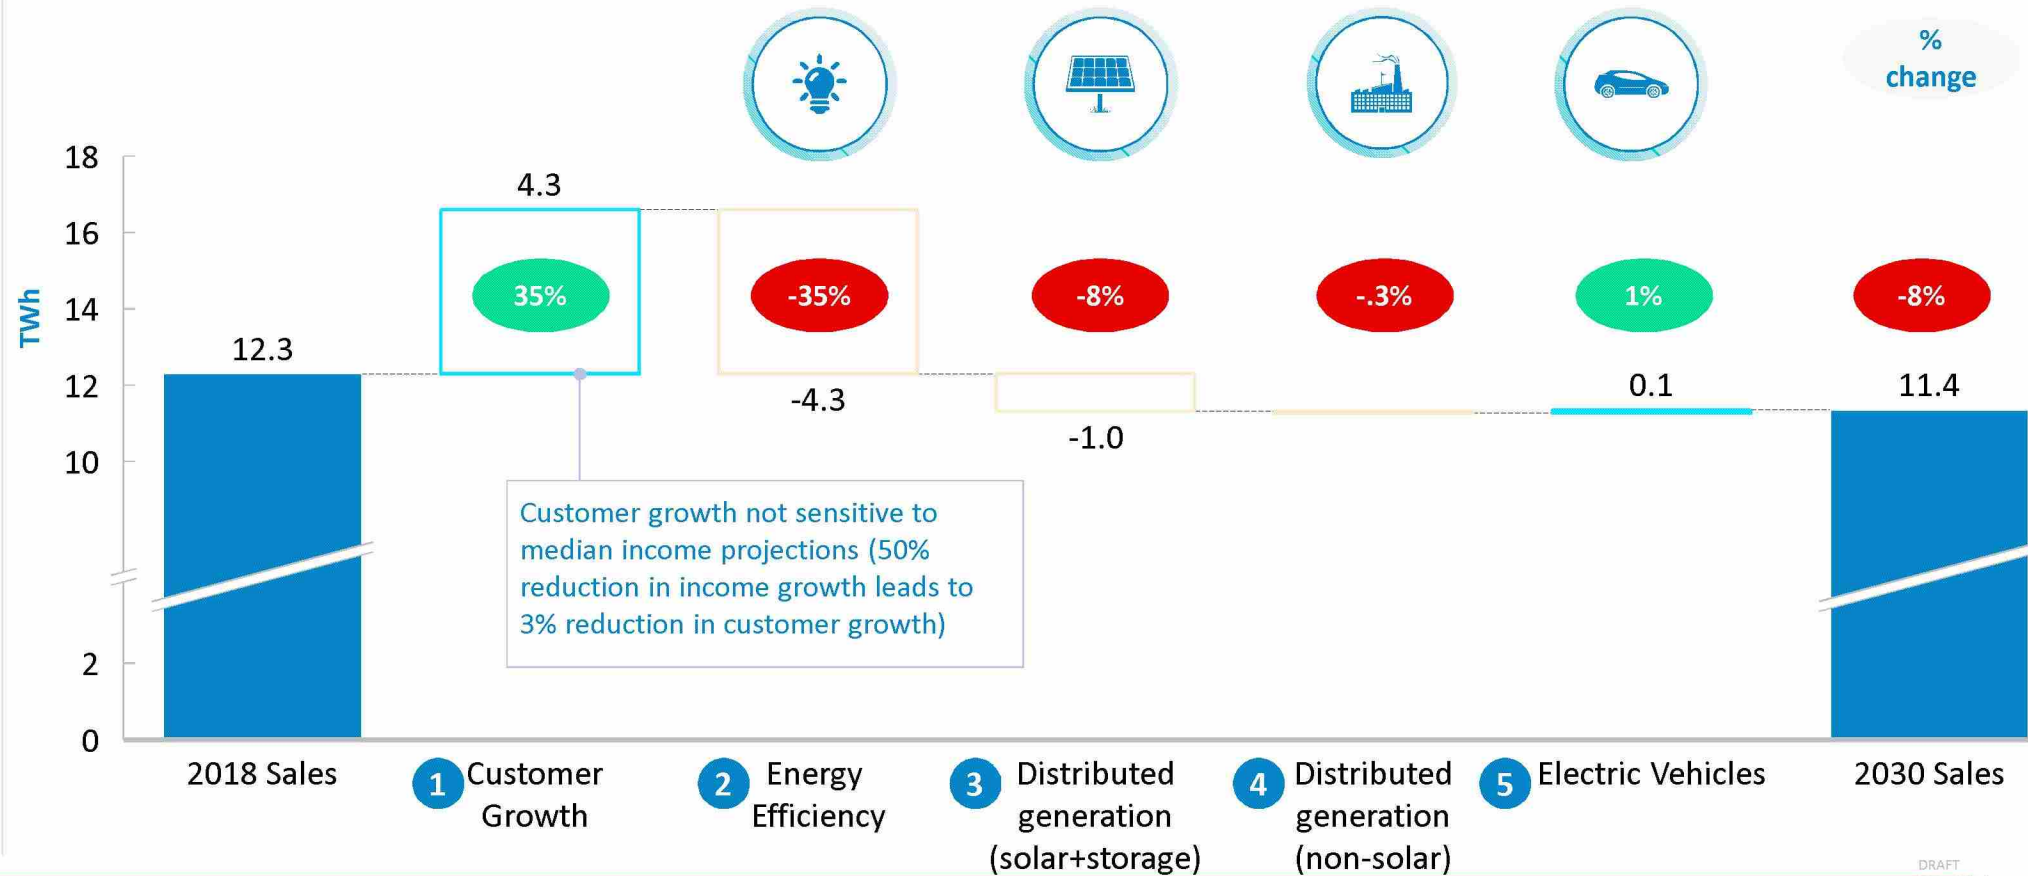 %
change
TWh
18
16
14
12
10
2
0
12.3
4.3
-4.3
-1.0
0.1
11.4
35%
-35%
-8%
-.3%
1%
-8%
Customer growth not sensitive to
median income projections (50%
reduction in income growth leads to
3% reduction in customer growth)
2018 Sales
1 Customer
Growth
2 Energy
Efficiency
3 Distributed
generation
(solar+storage)
4 Distributed
generation
(non-solar)
5 Electric Vehicles
2030 Sales
DRAFT